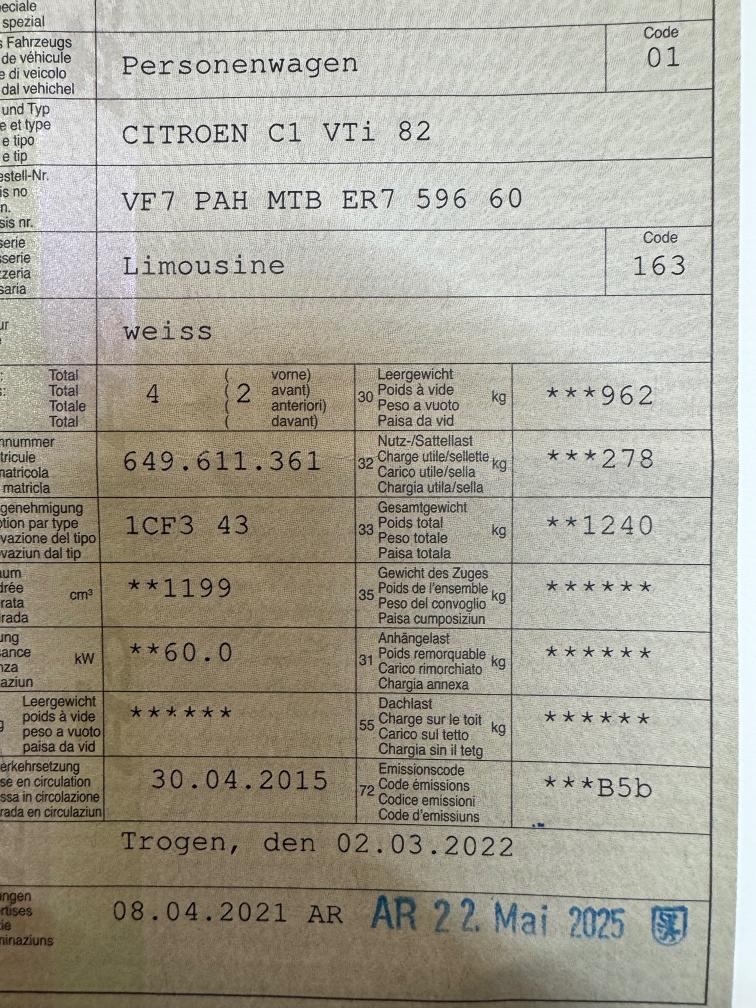 speciale
spezial
s Fahrzeugs
de véhicule
e di veicolo
dal vehichel
Personenwagen
Code
01
und Typ
e et type
e tipo
e tip
CITROEN C1 VTi 82
estell-Nr.
is no
n.
sis nr.
VF7 PAH MTB ER7 596 60
serie
sserie
zzeria
saria
Limousine
Code
163
ur
weiss
: Total
s: Total
Totale
Total
4
( vorne)
( 2 avant)
( anteriori)
( davant)
30
Leergewicht
Poids à vide
Peso a vuoto
Paisa da vid
kg
***962
nnummer
tricule
matricola
matricla
649.611.361
32
Nutz-/Sattellast
Charge utile/sellette
Carico utile/sella
Chargia utila/sella
kg
***278
genehmigung
tion par type
vazione del tipo
vaziun dal tip
1CF3 43
33
Gesamtgewicht
Poids total
Peso totale
Paisa totala
kg
**1240
um
drée
rata
rada
cm³
**1199
35
Gewicht des Zuges
Poids de l'ensemble
Peso del convoglio
Paisa cumposiziun
kg
******
ung
sance
nza
aziun
kW
**60.0
31
Anhängelast
Poids remorquable
Carico rimorchiato
Chargia annexa
kg
******
g
Leergewicht
poids à vide
peso a vuoto
paisa da vid
******
55
Dachlast
Charge sur le toit
Carico sul tetto
Chargia sin il tetg
kg
******
erkehrsetzung
se en circulation
ssa in circolazione
rada en circulaziun
30.04.2015
72
Emissionscode
Code émissions
Codice emissioni
Code d'emissiuns
***B5b
Trogen, den 02.03.2022
ungen
rtises
ie
minaziuns
08.04.2021 AR
AR 22. Mai 2025